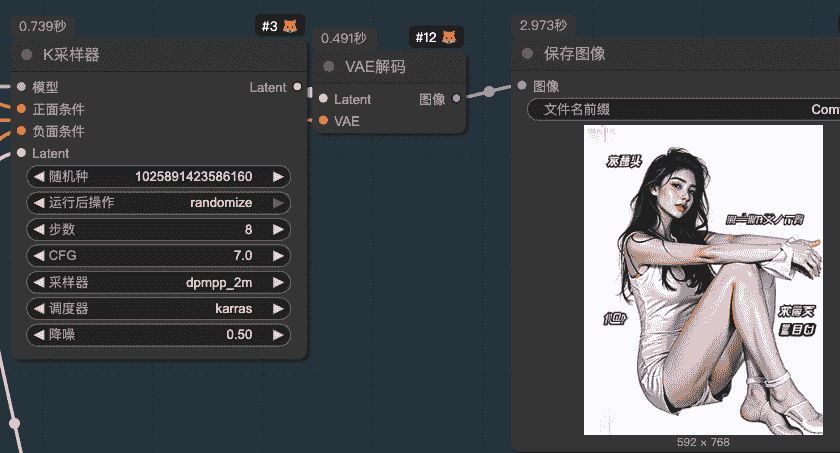 0.739秒
#3
K采样器
模型
Latent
正面条件
负面条件
Latent
随机种 1025891423586160
运行后操作 randomize
步数 8
CFG 7.0
采样器 dpmpp_2m
调度器 karras
降噪 0.50
0.491秒
#12
VAE解码
Latent
图像
VAE
2.973秒
保存图像
图像
文件名前缀
592 × 768